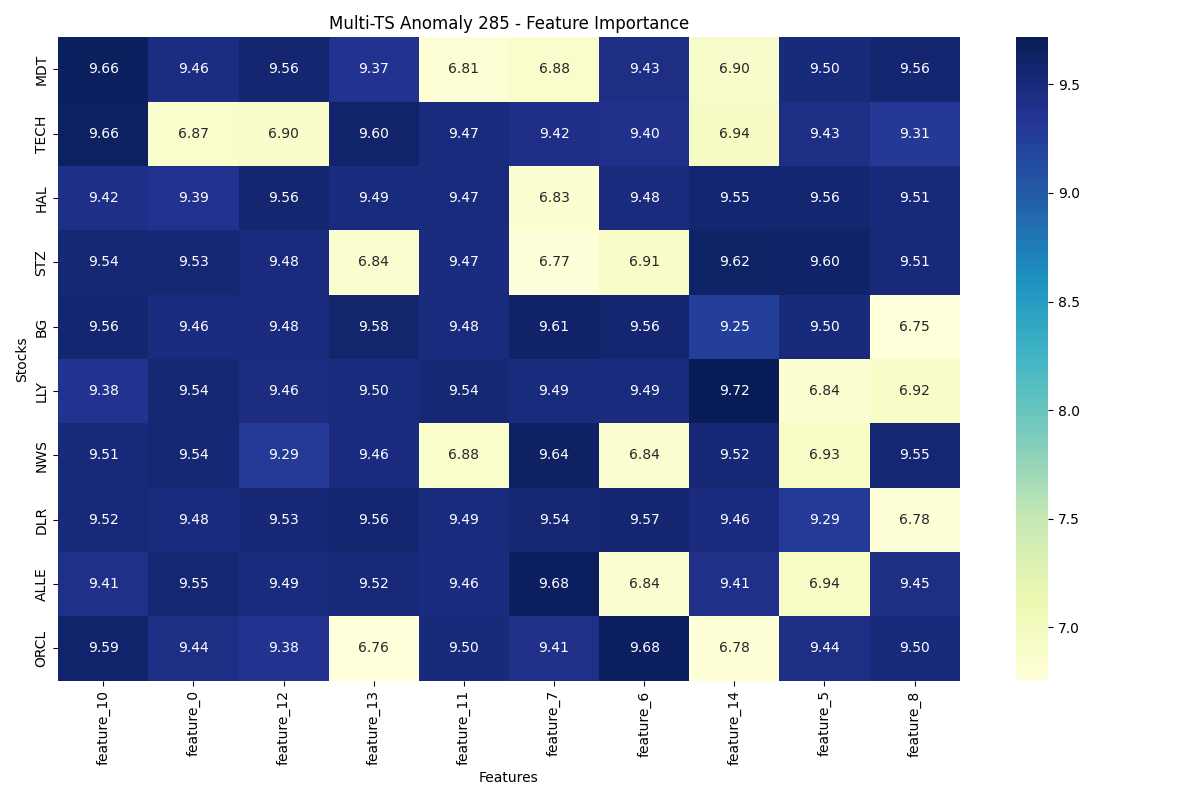 Multi-TS Anomaly 285 - Feature Importance
Stocks
MDT 9.66 9.46 9.56 9.37 6.81 6.88 9.43 6.90 9.50 9.56
TECH 9.66 6.87 6.90 9.60 9.47 9.42 9.40 6.94 9.43 9.31
HAL 9.42 9.39 9.56 9.49 9.47 6.83 9.48 9.55 9.56 9.51
STZ 9.54 9.53 9.48 6.84 9.47 6.77 6.91 9.62 9.60 9.51
BG 9.56 9.46 9.48 9.58 9.48 9.61 9.56 9.25 9.50 6.75
LLY 9.38 9.54 9.46 9.50 9.54 9.49 9.49 9.72 6.84 6.92
NWS 9.51 9.54 9.29 9.46 6.88 9.64 6.84 9.52 6.93 9.55
DLR 9.52 9.48 9.53 9.56 9.49 9.54 9.57 9.46 9.29 6.78
ALLE 9.41 9.55 9.49 9.52 9.46 9.68 6.84 9.41 6.94 9.45
ORCL 9.59 9.44 9.38 6.76 9.50 9.41 9.68 6.78 9.44 9.50
feature_10 feature_0 feature_12 feature_13 feature_11 feature_7 feature_6 feature_14 feature_5 feature_8
Features
9.5
9.0
8.5
8.0
7.5
7.0